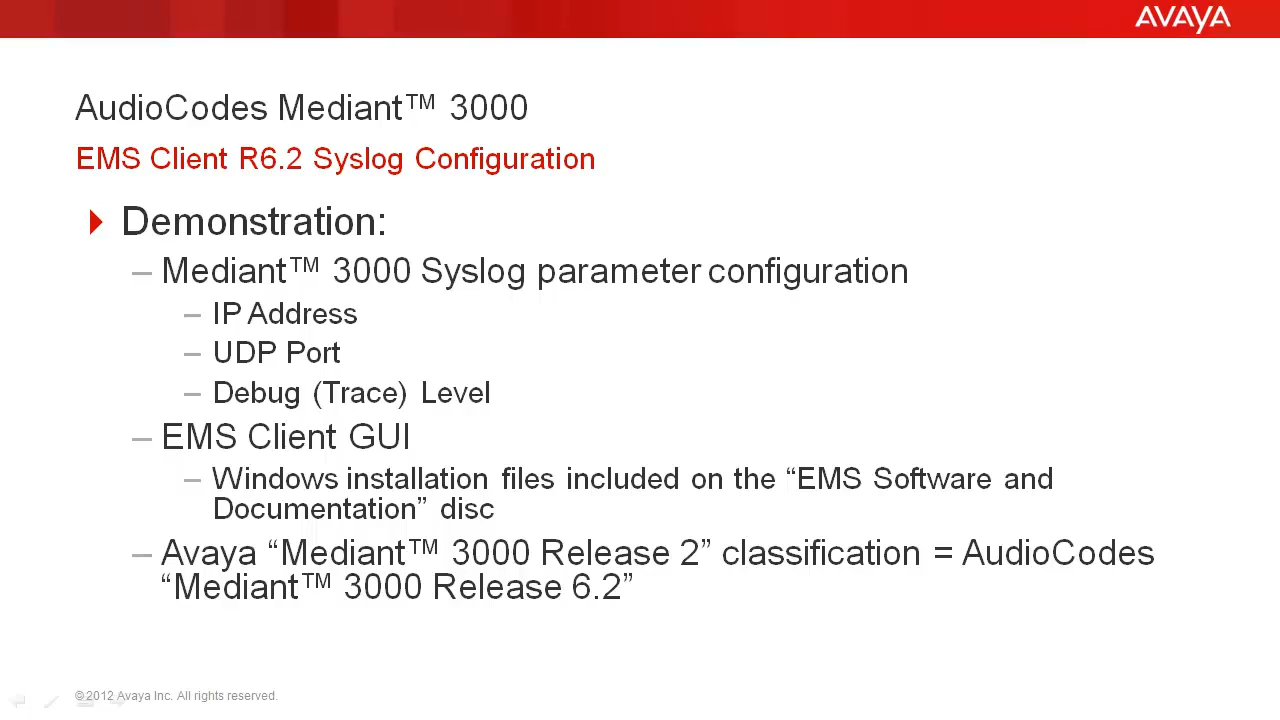 AVAYA
AudioCodes Mediant™ 3000
EMS Client R6.2 Syslog Configuration
Demonstration:
– Mediant™ 3000 Syslog parameter configuration
– IP Address
– UDP Port
– Debug (Trace) Level
– EMS Client GUI
– Windows installation files included on the “EMS Software and
Documentation” disc
– Avaya “Mediant™ 3000 Release 2” classification = AudioCodes
“Mediant™ 3000 Release 6.2”
©2012 Avaya Inc. All rights reserved.